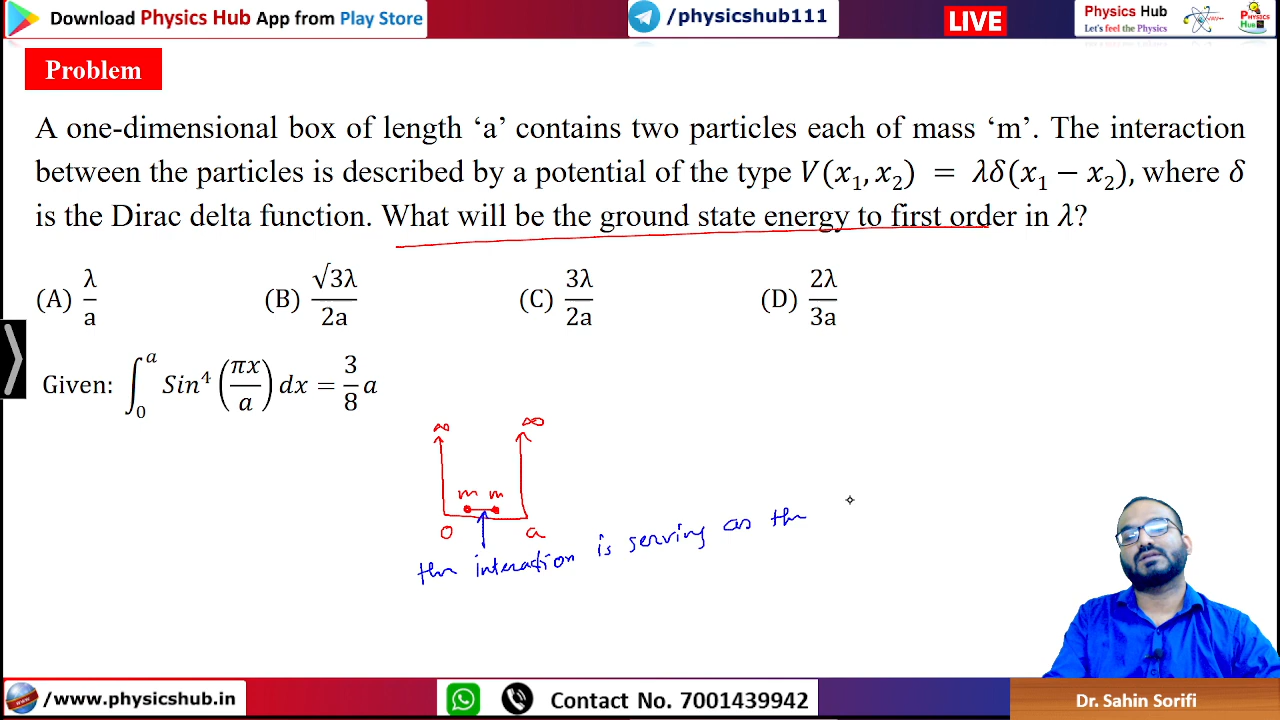 Download Physics Hub App from Play Store
/physicshub111
LIVE
Physics Hub
Let's feel the Physics
Problem
A one-dimensional box of length ‘a’ contains two particles each of mass ‘m’. The interaction
between the particles is described by a potential of the type V(x₁, x₂) = λδ(x₁ − x₂), where δ
is the Dirac delta function. What will be the ground state energy to first order in λ?
(A) λ/a (B) √3λ/2a (C) 3λ/2a (D) 2λ/3a
Given: ∫₀ᵃ Sin⁴(πx/a) dx = 3/8 a
∞ ∞
m m
0 a
the interaction is serving as the
/www.physicshub.in
Contact No. 7001439942
Dr. Sahin Sorifi